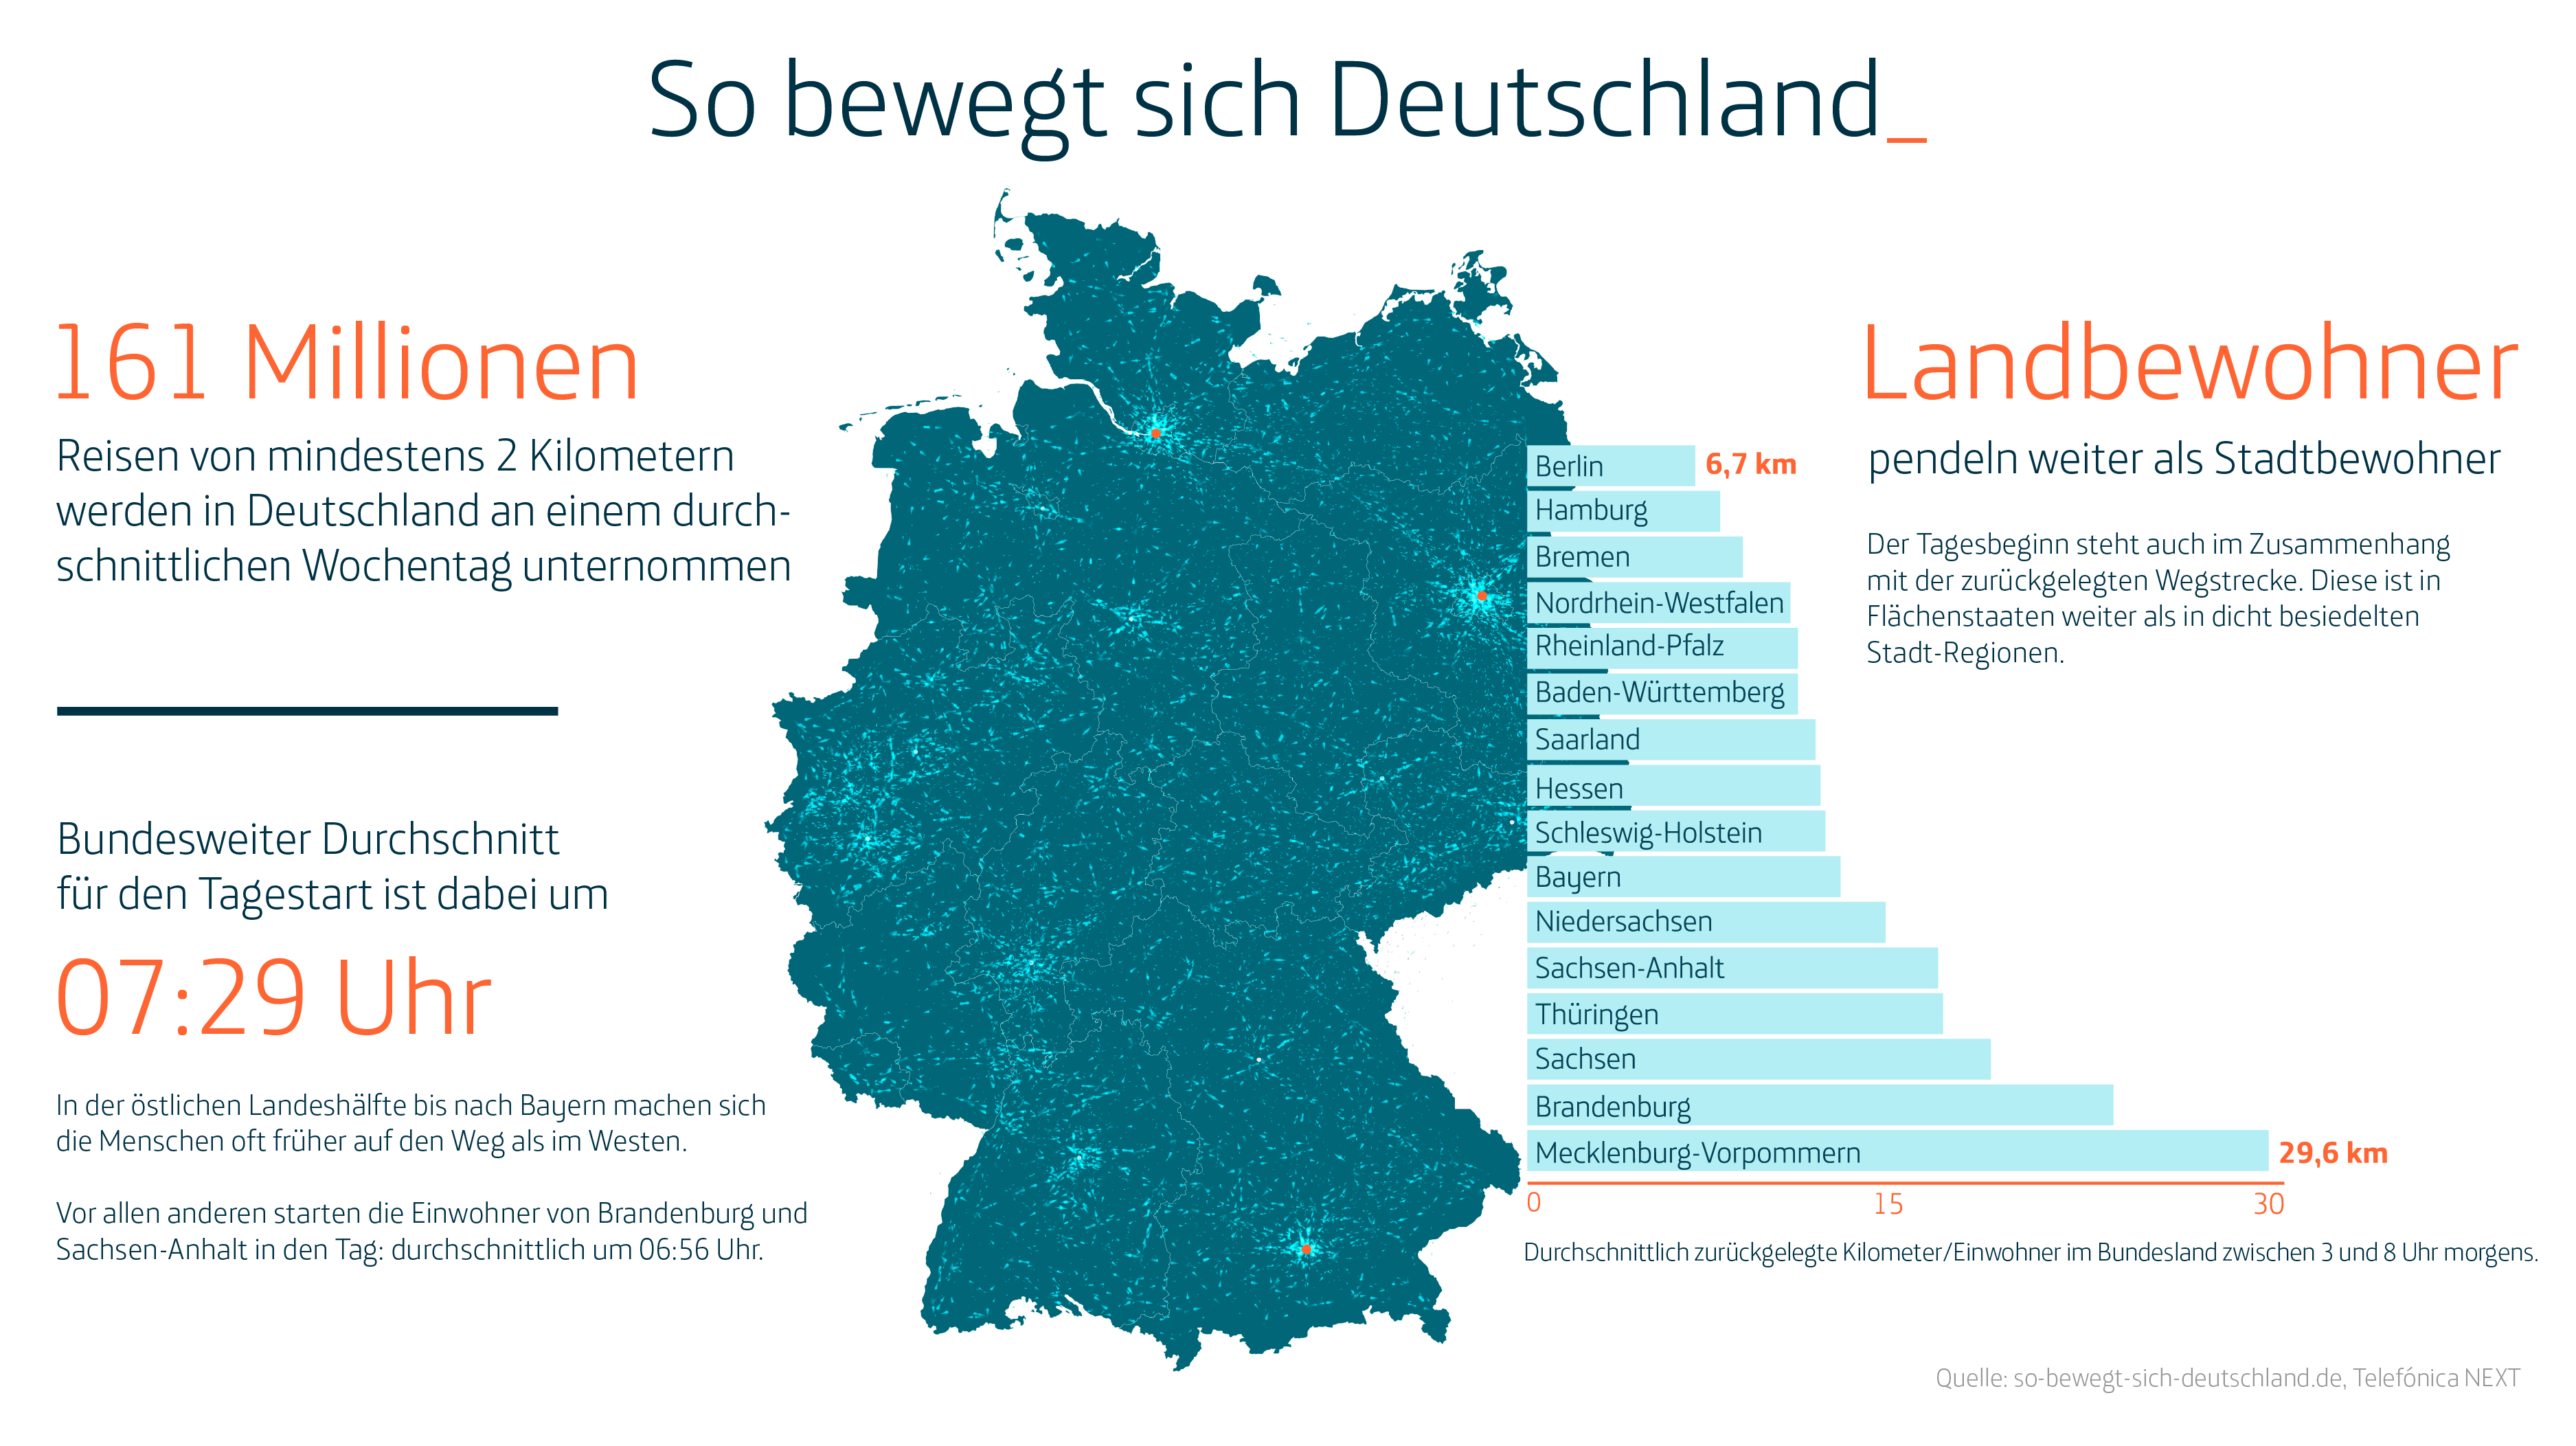 So bewegt sich Deutschland_
161 Millionen
Reisen von mindestens 2 Kilometern
werden in Deutschland an einem durch-
schnittlichen Wochentag unternommen
Bundesweiter Durchschnitt
für den Tagestart ist dabei um
07:29 Uhr
In der östlichen Landeshälfte bis nach Bayern machen sich
die Menschen oft früher auf den Weg als im Westen.
Vor allen anderen starten die Einwohner von Brandenburg und
Sachsen-Anhalt in den Tag: durchschnittlich um 06:56 Uhr.
Landbewohner
pendeln weiter als Stadtbewohner
Der Tagesbeginn steht auch im Zusammenhang
mit der zurückgelegten Wegstrecke. Diese ist in
Flächenstaaten weiter als in dicht besiedelten
Stadt-Regionen.
Berlin 6,7 km
Hamburg
Bremen
Nordrhein-Westfalen
Rheinland-Pfalz
Baden-Württemberg
Saarland
Hessen
Schleswig-Holstein
Bayern
Niedersachsen
Sachsen-Anhalt
Thüringen
Sachsen
Brandenburg
Mecklenburg-Vorpommern 29,6 km
0 15 30
Durchschnittlich zurückgelegte Kilometer/Einwohner im Bundesland zwischen 3 und 8 Uhr morgens.
Quelle: so-bewegt-sich-deutschland.de, Telefónica NEXT